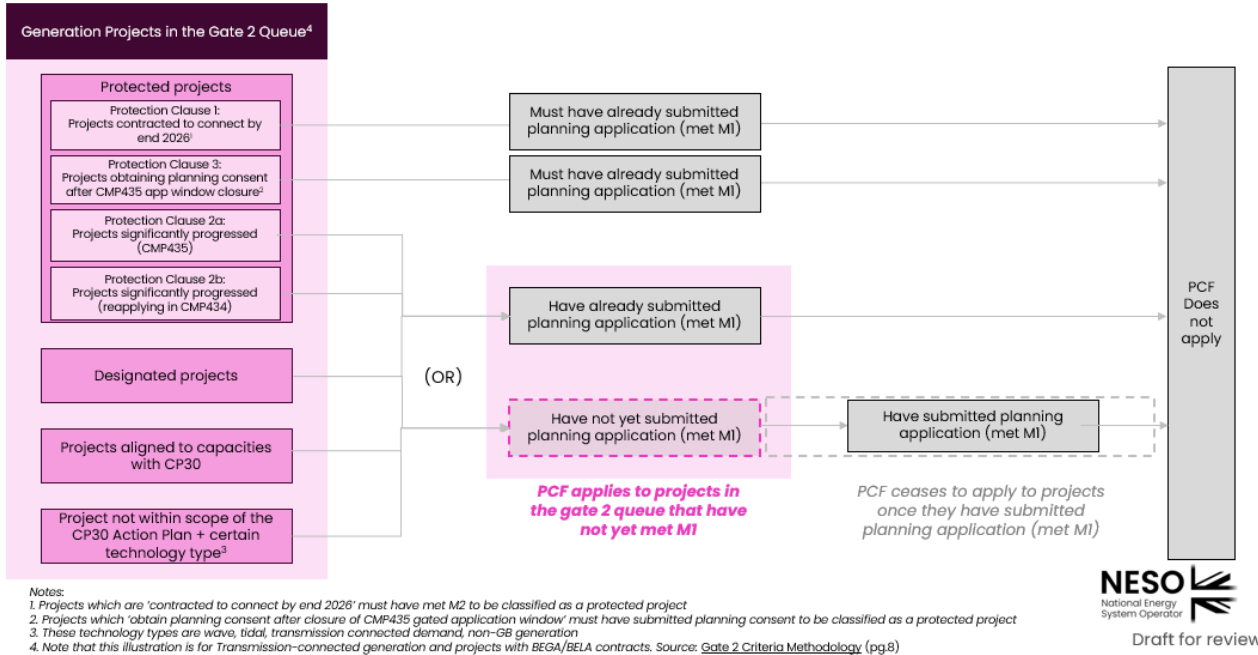 Generation Projects in the Gate 2 Queue⁴
Protected projects
Protection Clause 1:
Projects contracted to connect by
end 2026¹
Protection Clause 3:
Projects obtaining planning consent
after CMP435 app window closure²
Protection Clause 2a:
Projects significantly progressed
(CMP435)
Protection Clause 2b:
Projects significantly progressed
(reapplying in CMP434)
Designated projects
Projects aligned to capacities
with CP30
Project not within scope of the
CP30 Action Plan + certain
technology type³
Must have already submitted
planning application (met M1)
Must have already submitted
planning application (met M1)
Have already submitted
planning application (met M1)
(OR)
Have not yet submitted
planning application (met M1)
Have submitted planning
application (met M1)
PCF applies to projects in
the gate 2 queue that have
not yet met M1
PCF ceases to apply to projects
once they have submitted
planning application (met M1)
PCF
Does
not
apply
Notes:
1. Projects which are 'contracted to connect by end 2026' must have met M2 to be classified as a protected project
2. Projects which 'obtain planning consent after closure of CMP435 gated application window' must have submitted planning consent to be classified as a protected project
3. These technology types are wave, tidal, transmission connected demand, non-GB generation
4. Note that this illustration is for Transmission-connected generation and projects with BEGA/BELA contracts. Source: Gate 2 Criteria Methodology (pg.8)
NESO
National Energy
System Operator
Draft for review